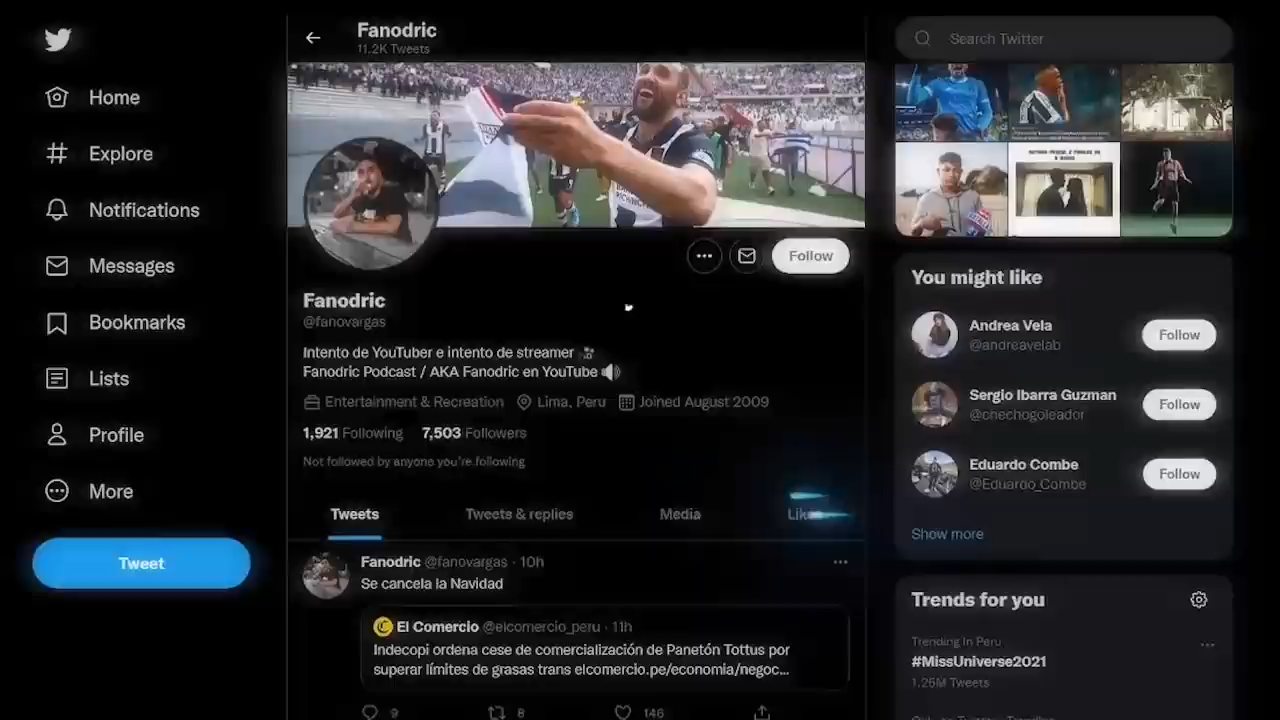 Fanodric
11.2K Tweets
Search Twitter
Home
Explore
Notifications
Messages
Bookmarks
Lists
Profile
More
Tweet
Follow
Fanodric
@fanovargas
Intento de YouTuber e intento de streamer
Fanodric Podcast / AKA Fanodric en YouTube
Entertainment & Recreation Lima, Peru Joined August 2009
1,921 Following 7,503 Followers
Not followed by anyone you're following
Tweets Tweets & replies Media
Fanodric @fanovargas · 10h
Se cancela la Navidad
El Comercio @elcomercio_peru · 11h
Indecopi ordena cese de comercialización de Panetón Tottus por
superar límites de grasas trans elcomercio.pe/economia/negoc...
9 8 146
You might like
Andrea Vela
@andreavelab
Follow
Sergio Ibarra Guzman
@chechogoleador
Follow
Eduardo Combe
@Eduardo_Combe
Follow
Show more
Trends for you
Trending in Peru
#MissUniverse2021
1.26M Tweets